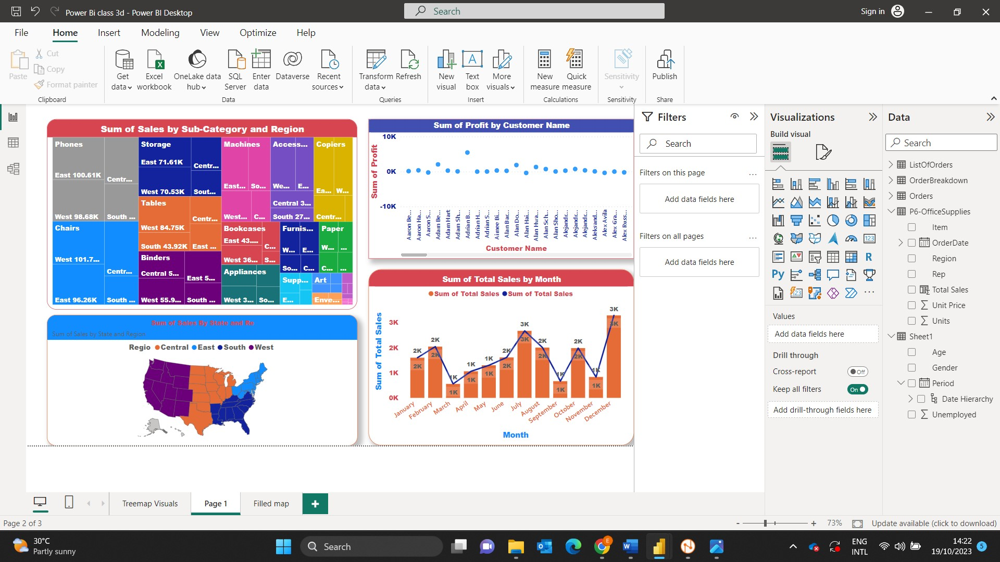 Power Bi class 3d - Power BI Desktop
Search
Sign in
File Home Insert Modeling View Optimize Help
Paste
Cut
Copy
Format painter
Clipboard
Get data
Excel workbook
OneLake data hub
SQL Server
Enter data
Dataverse
Recent sources
Data
Transform data
Refresh
Queries
New visual
Text box
More visuals
Insert
New measure
Quick measure
Calculations
Sensitivity
Sensitivity
Publish
Share
Sum of Sales by Sub-Category and Region
Phones
East 100.61K
Centr...
West 98.68K
South ...
Chairs
West 101.7...
Centr...
East 96.26K
South ...
Storage
East 71.61K
Centr...
West 70.53K
Sout...
Tables
Centr...
West 84.75K
South 43.92K
East ...
Binders
Central 5...
East 5...
West 55.9...
South ...
Machines
East...
So...
West...
C...
Access...
We...
E...
Central 3...
South 27...
Copiers
Ea...
W...
Centr...
Bookcases
East 43....
C...
West 36...
S...
Appliances
West 3...
So...
Furnis...
W...
E...
So...
C...
Paper
W...
...
C...
...
Supp...
E...
Art
Enve...
Sum of Profit by Customer Name
Sum of Profit
10K
0K
-10K
Aaron Be...
Aaron Ha...
Aaron S...
Adam Be...
Adam Hart
Adam Sh...
Adrian B...
Adrian H...
Adrian S...
Aimee Bi...
Alan Bar...
Alan Do...
Alan Hai...
Alan Hwa...
Alan Sch...
Alan Sho...
Alejandr...
Alejandr...
Alejandr...
Aleksand...
Alex Avila
Alex Gra...
Alex Russ...
Customer Name
Sum of Sales By State and Re
Sum of Sales by State and Region
Regio Central East South West
Sum of Total Sales by Month
Sum of Total Sales Sum of Total Sales
Sum of Total Sales
3K
2K
1K
0K
2K
2K
1K
1K
1K
2K
3K
2K
1K
2K
1K
3K
2K
2K
1K
1K
1K
2K
3K
2K
1K
2K
1K
3K
January
February
March
April
May
June
July
August
September
October
November
December
Month
Filters
Search
Filters on this page
...
Add data fields here
Filters on all pages
...
Add data fields here
Visualizations
Build visual
123
R
Py
123
...
Values
Add data fields here
Drill through
Cross-report
Off
Keep all filters
On
Add drill-through fields here
Data
Search
ListOfOrders
OrderBreakdown
Orders
P6-OfficeSupplies
Item
OrderDate
Region
Rep
Total Sales
Unit Price
Units
Sheet1
Age
Gender
Period
Date Hierarchy
Unemployed
Treemap Visuals
Page 1
Filled map
+
Page 2 of 3
- + 73%
Update available (click to download)
30°C
Partly sunny
Search
E
ENG
INTL
14:22
19/10/2023
5